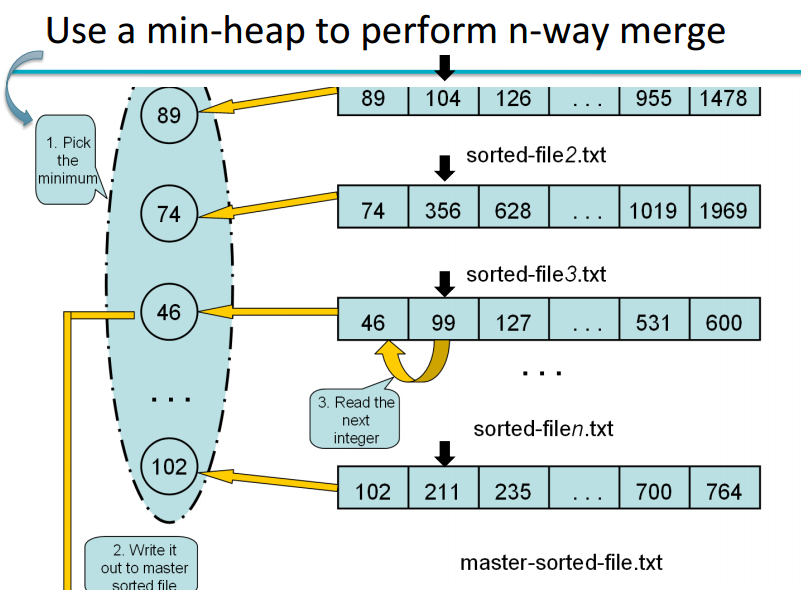 Use a min-heap to perform n-way merge
89
89 104 126 . . . 955 1478
1. Pick
the
minimum
sorted-file2.txt
74
74 356 628 . . . 1019 1969
sorted-file3.txt
46
46 99 127 . . . 531 600
. . .
. . .
3. Read the
next
integer
sorted-filen.txt
102
102 211 235 . . . 700 764
2. Write it
out to master
sorted file
master-sorted-file.txt